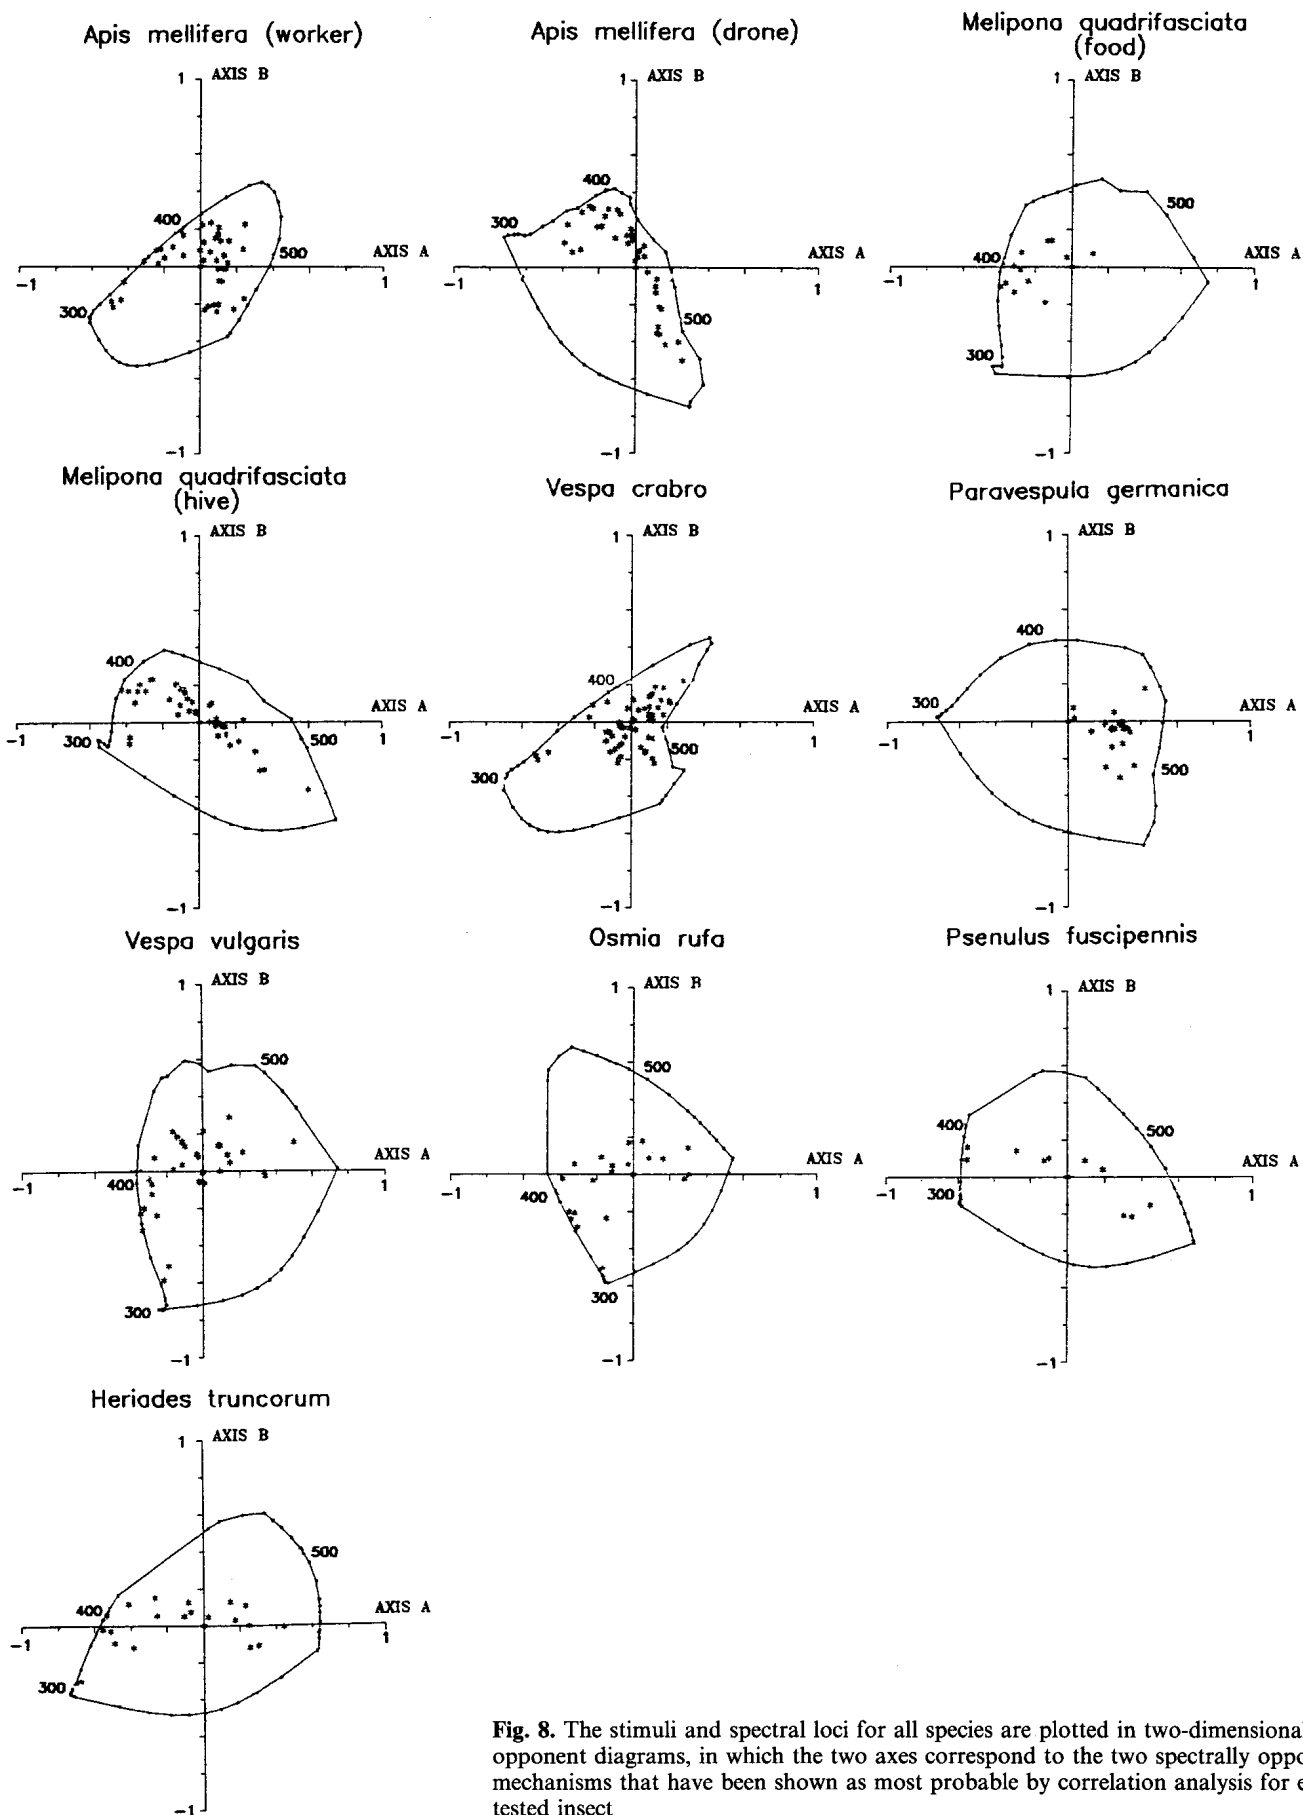 Apis mellifera (worker)
Apis mellifera (drone)
Melipona quadrifasciata
(food)
1 AXIS B
400
AXIS A
500
-1
1
300
-1
1 AXIS B
400
300
AXIS A
-1
1
500
-1
1 AXIS B
500
400
AXIS A
-1
1
300
-1
Melipona quadrifasciata
(hive)
Vespa crabro
Paravespula germanica
1 AXIS B
400
AXIS A
-1
300
500
1
-1
1 AXIS B
400
AXIS A
-1
1
500
300
-1
1 AXIS B
400
300
AXIS A
-1
1
500
-1
Vespa vulgaris
Osmia rufa
Psenulus fuscipennis
1 AXIS B
500
AXIS A
-1
400
1
300
-1
1 AXIS B
500
AXIS A
-1
400
1
300
-1
1 AXIS B
400
500
AXIS A
-1
300
1
-1
Heriades truncorum
1 AXIS B
500
400
AXIS A
-1
1
300
-1
Fig. 8. The stimuli and spectral loci for all species are plotted in two-dimensional
opponent diagrams, in which the two axes correspond to the two spectrally oppo
mechanisms that have been shown as most probable by correlation analysis for e
tested insect